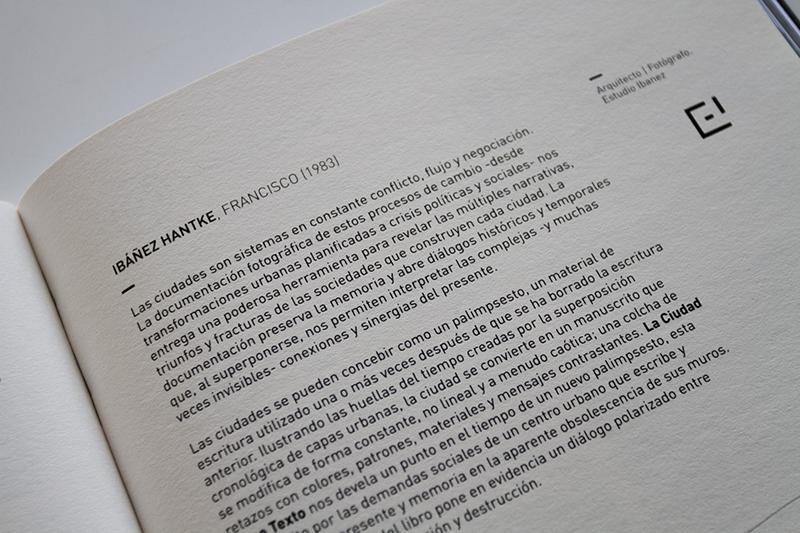 Arquitecto | Fotógrafo.
Estudio Ibanez
IBÁÑEZ HANTKE, FRANCISCO (1983)
Las ciudades son sistemas en constante conflicto, flujo y negociación.
La documentación fotográfica de estos procesos de cambio -desde
transformaciones urbanas planificadas a crisis políticas y sociales- nos
entrega una poderosa herramienta para revelar las múltiples narrativas,
triunfos y fracturas de las sociedades que construyen cada ciudad. La
documentación preserva la memoria y abre diálogos históricos y temporales
que, al superponerse, nos permiten interpretar las complejas -y muchas
veces invisibles- conexiones y sinergias del presente.
Las ciudades se pueden concebir como un palimpsesto, un material de
escritura utilizado una o más veces después de que se ha borrado la escritura
anterior. Ilustrando las huellas del tiempo creadas por la superposición
cronológica de capas urbanas, la ciudad se convierte en un manuscrito que
se modifica de forma constante, no lineal y a menudo caótica; una colcha de
retazos con colores, patrones, materiales y mensajes contrastantes. La Ciudad
Texto nos devela un punto en el tiempo de un nuevo palimpsesto, esta
por las demandas sociales de un centro urbano que escribe y
presente y memoria en la aparente obsolescencia de sus muros.
del libro pone en evidencia un diálogo polarizado entre
y destrucción.